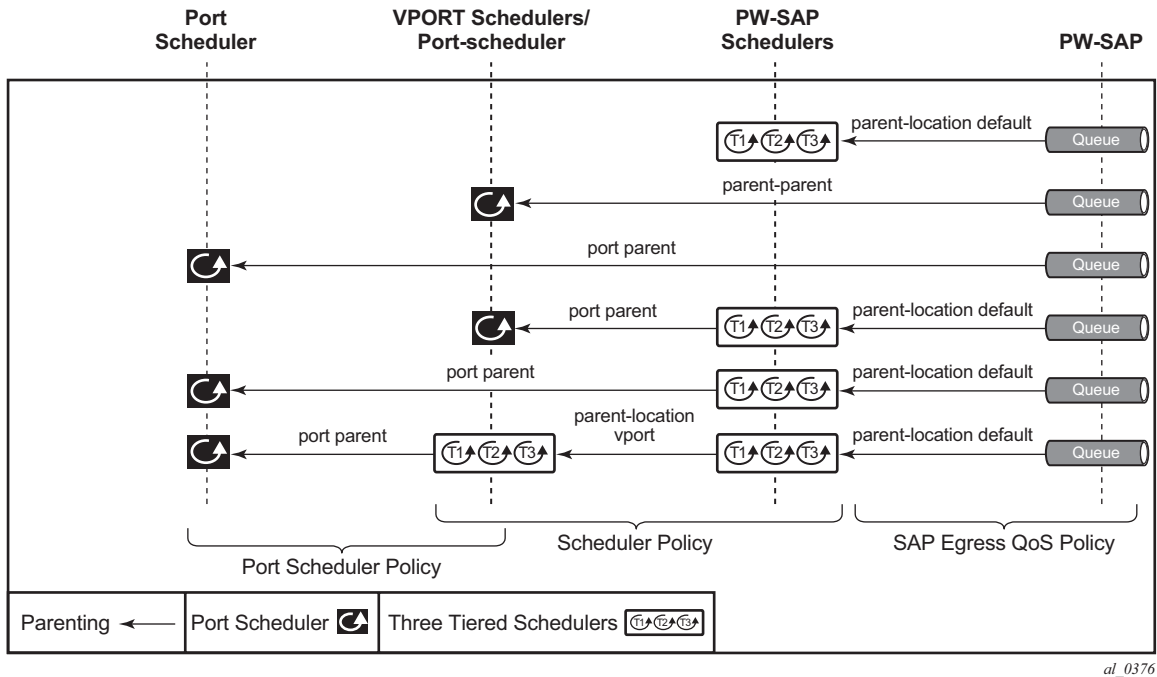 Port Scheduler
VPORT Schedulers/ Port-scheduler
PW-SAP Schedulers
PW-SAP
T1 T2 T3
parent-location default
Queue
parent-parent
Queue
port parent
Queue
port parent
T1 T2 T3
parent-location default
Queue
port parent
T1 T2 T3
parent-location default
Queue
port parent
T1 T2 T3
parent-location vport
T1 T2 T3
parent-location default
Queue
Port Scheduler Policy
Scheduler Policy
SAP Egress QoS Policy
Parenting
Port Scheduler
Three Tiered Schedulers
T1 T2 T3
al_0376